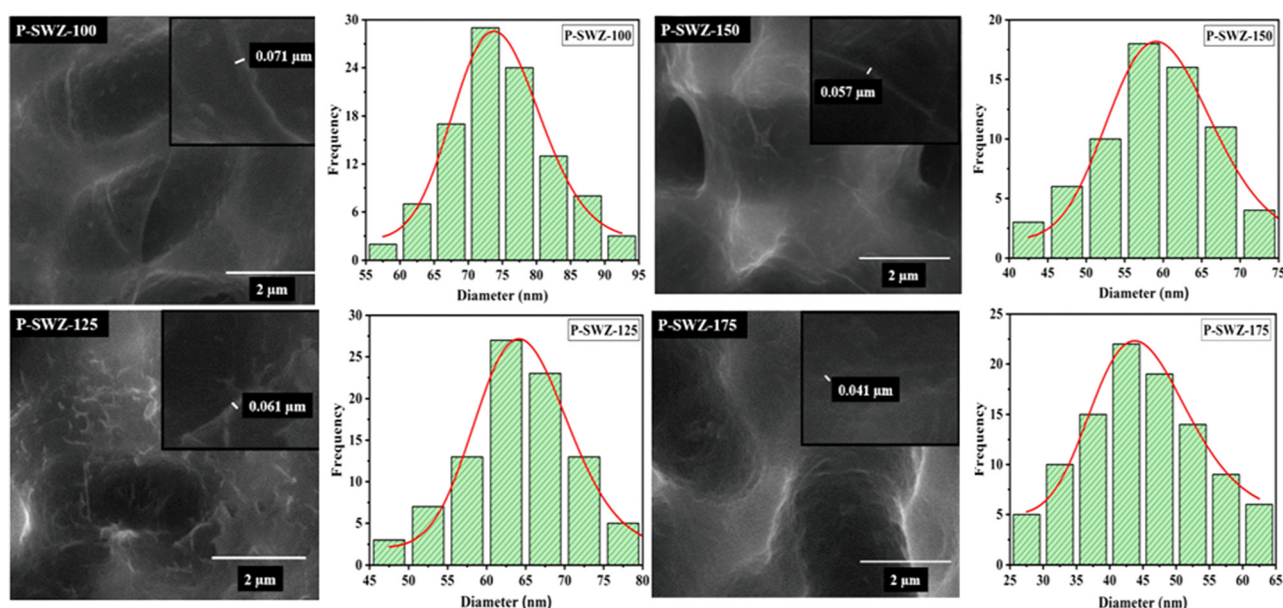 P-SWZ-100
0.071 µm
2 µm
P-SWZ-100
30
24
18
12
6
0
Frequency
55 60 65 70 75 80 85 90 95
Diameter (nm)
P-SWZ-150
0.057 µm
2 µm
P-SWZ-150
20
15
10
5
0
Frequency
40 45 50 55 60 65 70 75
Diameter (nm)
P-SWZ-125
0.061 µm
2 µm
P-SWZ-125
30
25
20
15
10
5
0
Frequency
45 50 55 60 65 70 75 80
Diameter (nm)
P-SWZ-175
0.041 µm
2 µm
P-SWZ-175
25
20
15
10
5
0
Frequency
25 30 35 40 45 50 55 60 65
Diameter (nm)